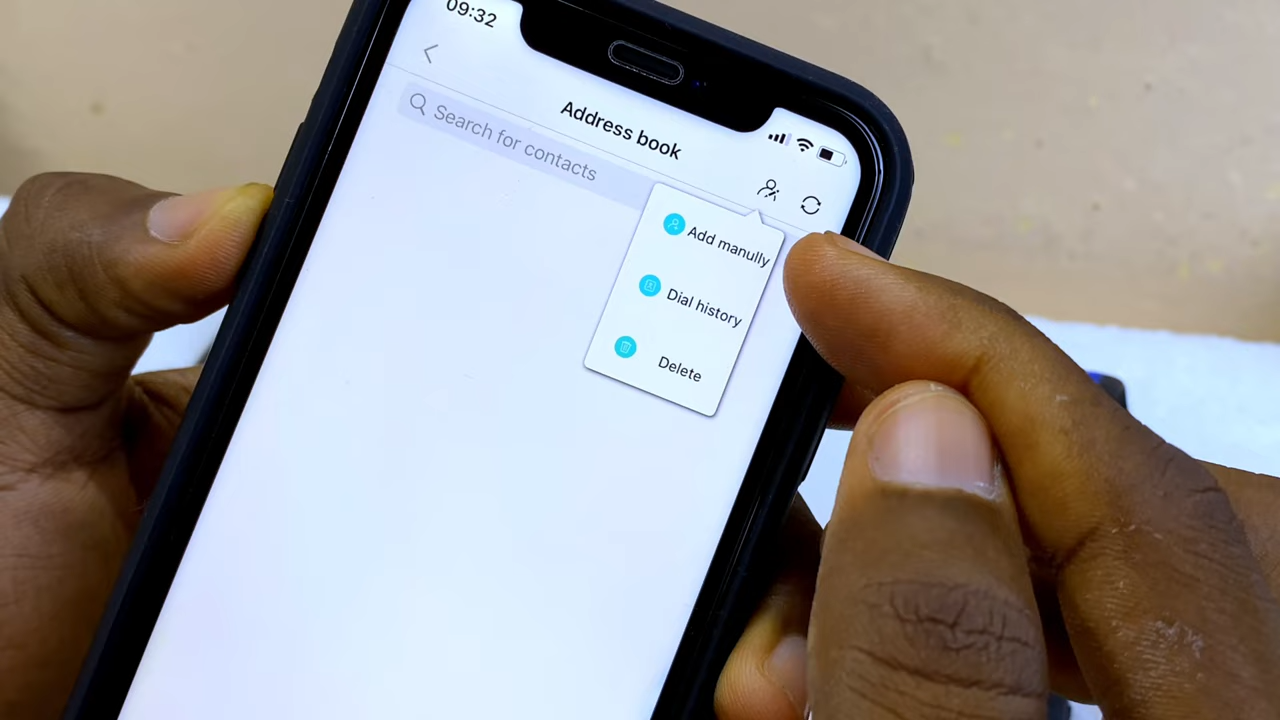 09:32
Address book
Search for contacts
Add manully
Dial history
Delete